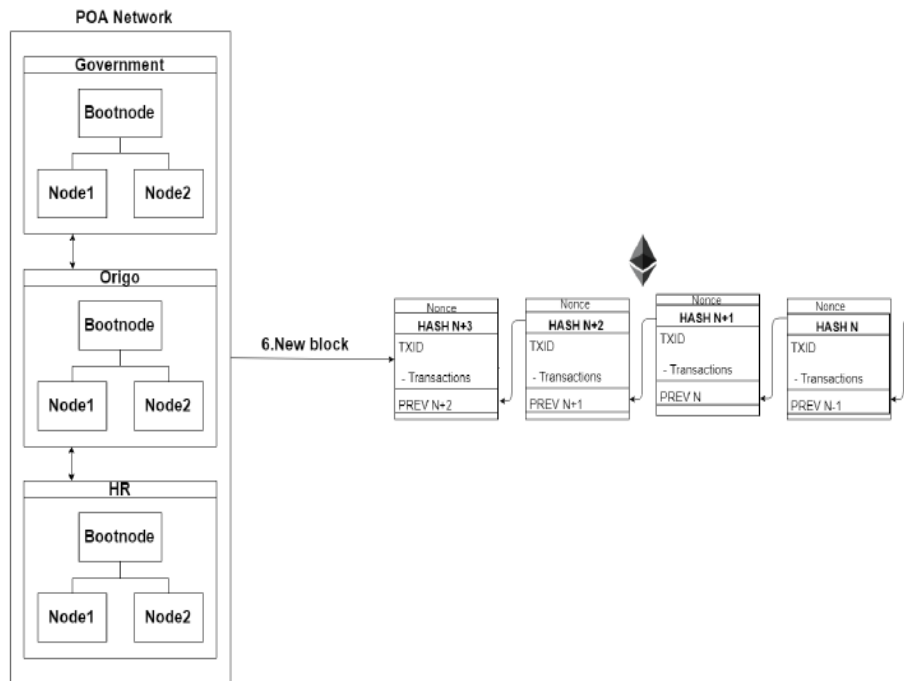 POA Network
Government
Bootnode
Node1 Node2
Origo
Bootnode
Node1 Node2
HR
Bootnode
Node1 Node2
6.New block
Nonce
HASH N+3
TXID
- Transactions
PREV N+2
Nonce
HASH N+2
TXID
- Transactions
PREV N+1
Nonce
HASH N+1
TXID
- Transactions
PREV N
Nonce
HASH N
TXID
- Transactions
PREV N-1